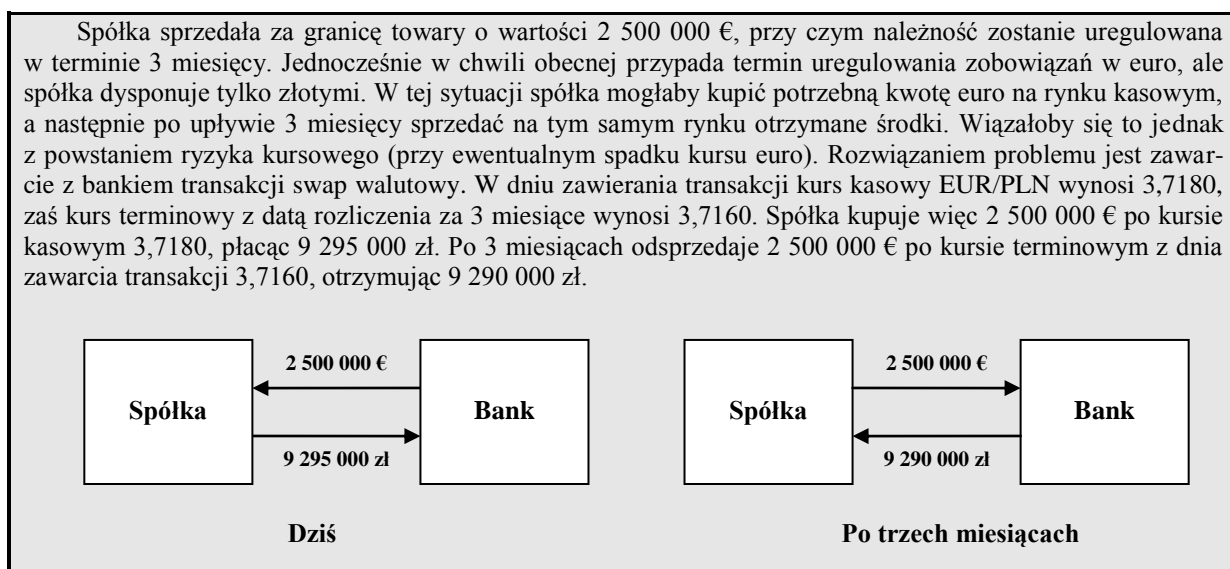 Spółka sprzedała za granicę towary o wartości 2 500 000 €, przy czym należność zostanie uregulowana
w terminie 3 miesięcy. Jednocześnie w chwili obecnej przypada termin uregulowania zobowiązań w euro, ale
spółka dysponuje tylko złotymi. W tej sytuacji spółka mogłaby kupić potrzebną kwotę euro na rynku kasowym,
a następnie po upływie 3 miesięcy sprzedać na tym samym rynku otrzymane środki. Wiązałoby się to jednak
z powstaniem ryzyka kursowego (przy ewentualnym spadku kursu euro). Rozwiązaniem problemu jest zawar-
cie z bankiem transakcji swap walutowy. W dniu zawierania transakcji kurs kasowy EUR/PLN wynosi 3,7180,
zaś kurs terminowy z datą rozliczenia za 3 miesiące wynosi 3,7160. Spółka kupuje więc 2 500 000 € po kursie
kasowym 3,7180, płacąc 9 295 000 zł. Po 3 miesiącach odsprzedaje 2 500 000 € po kursie terminowym z dnia
zawarcia transakcji 3,7160, otrzymując 9 290 000 zł.
2 500 000 €
Spółka
Bank
9 295 000 zł
Dziś
2 500 000 €
Spółka
Bank
9 290 000 zł
Po trzech miesiącach